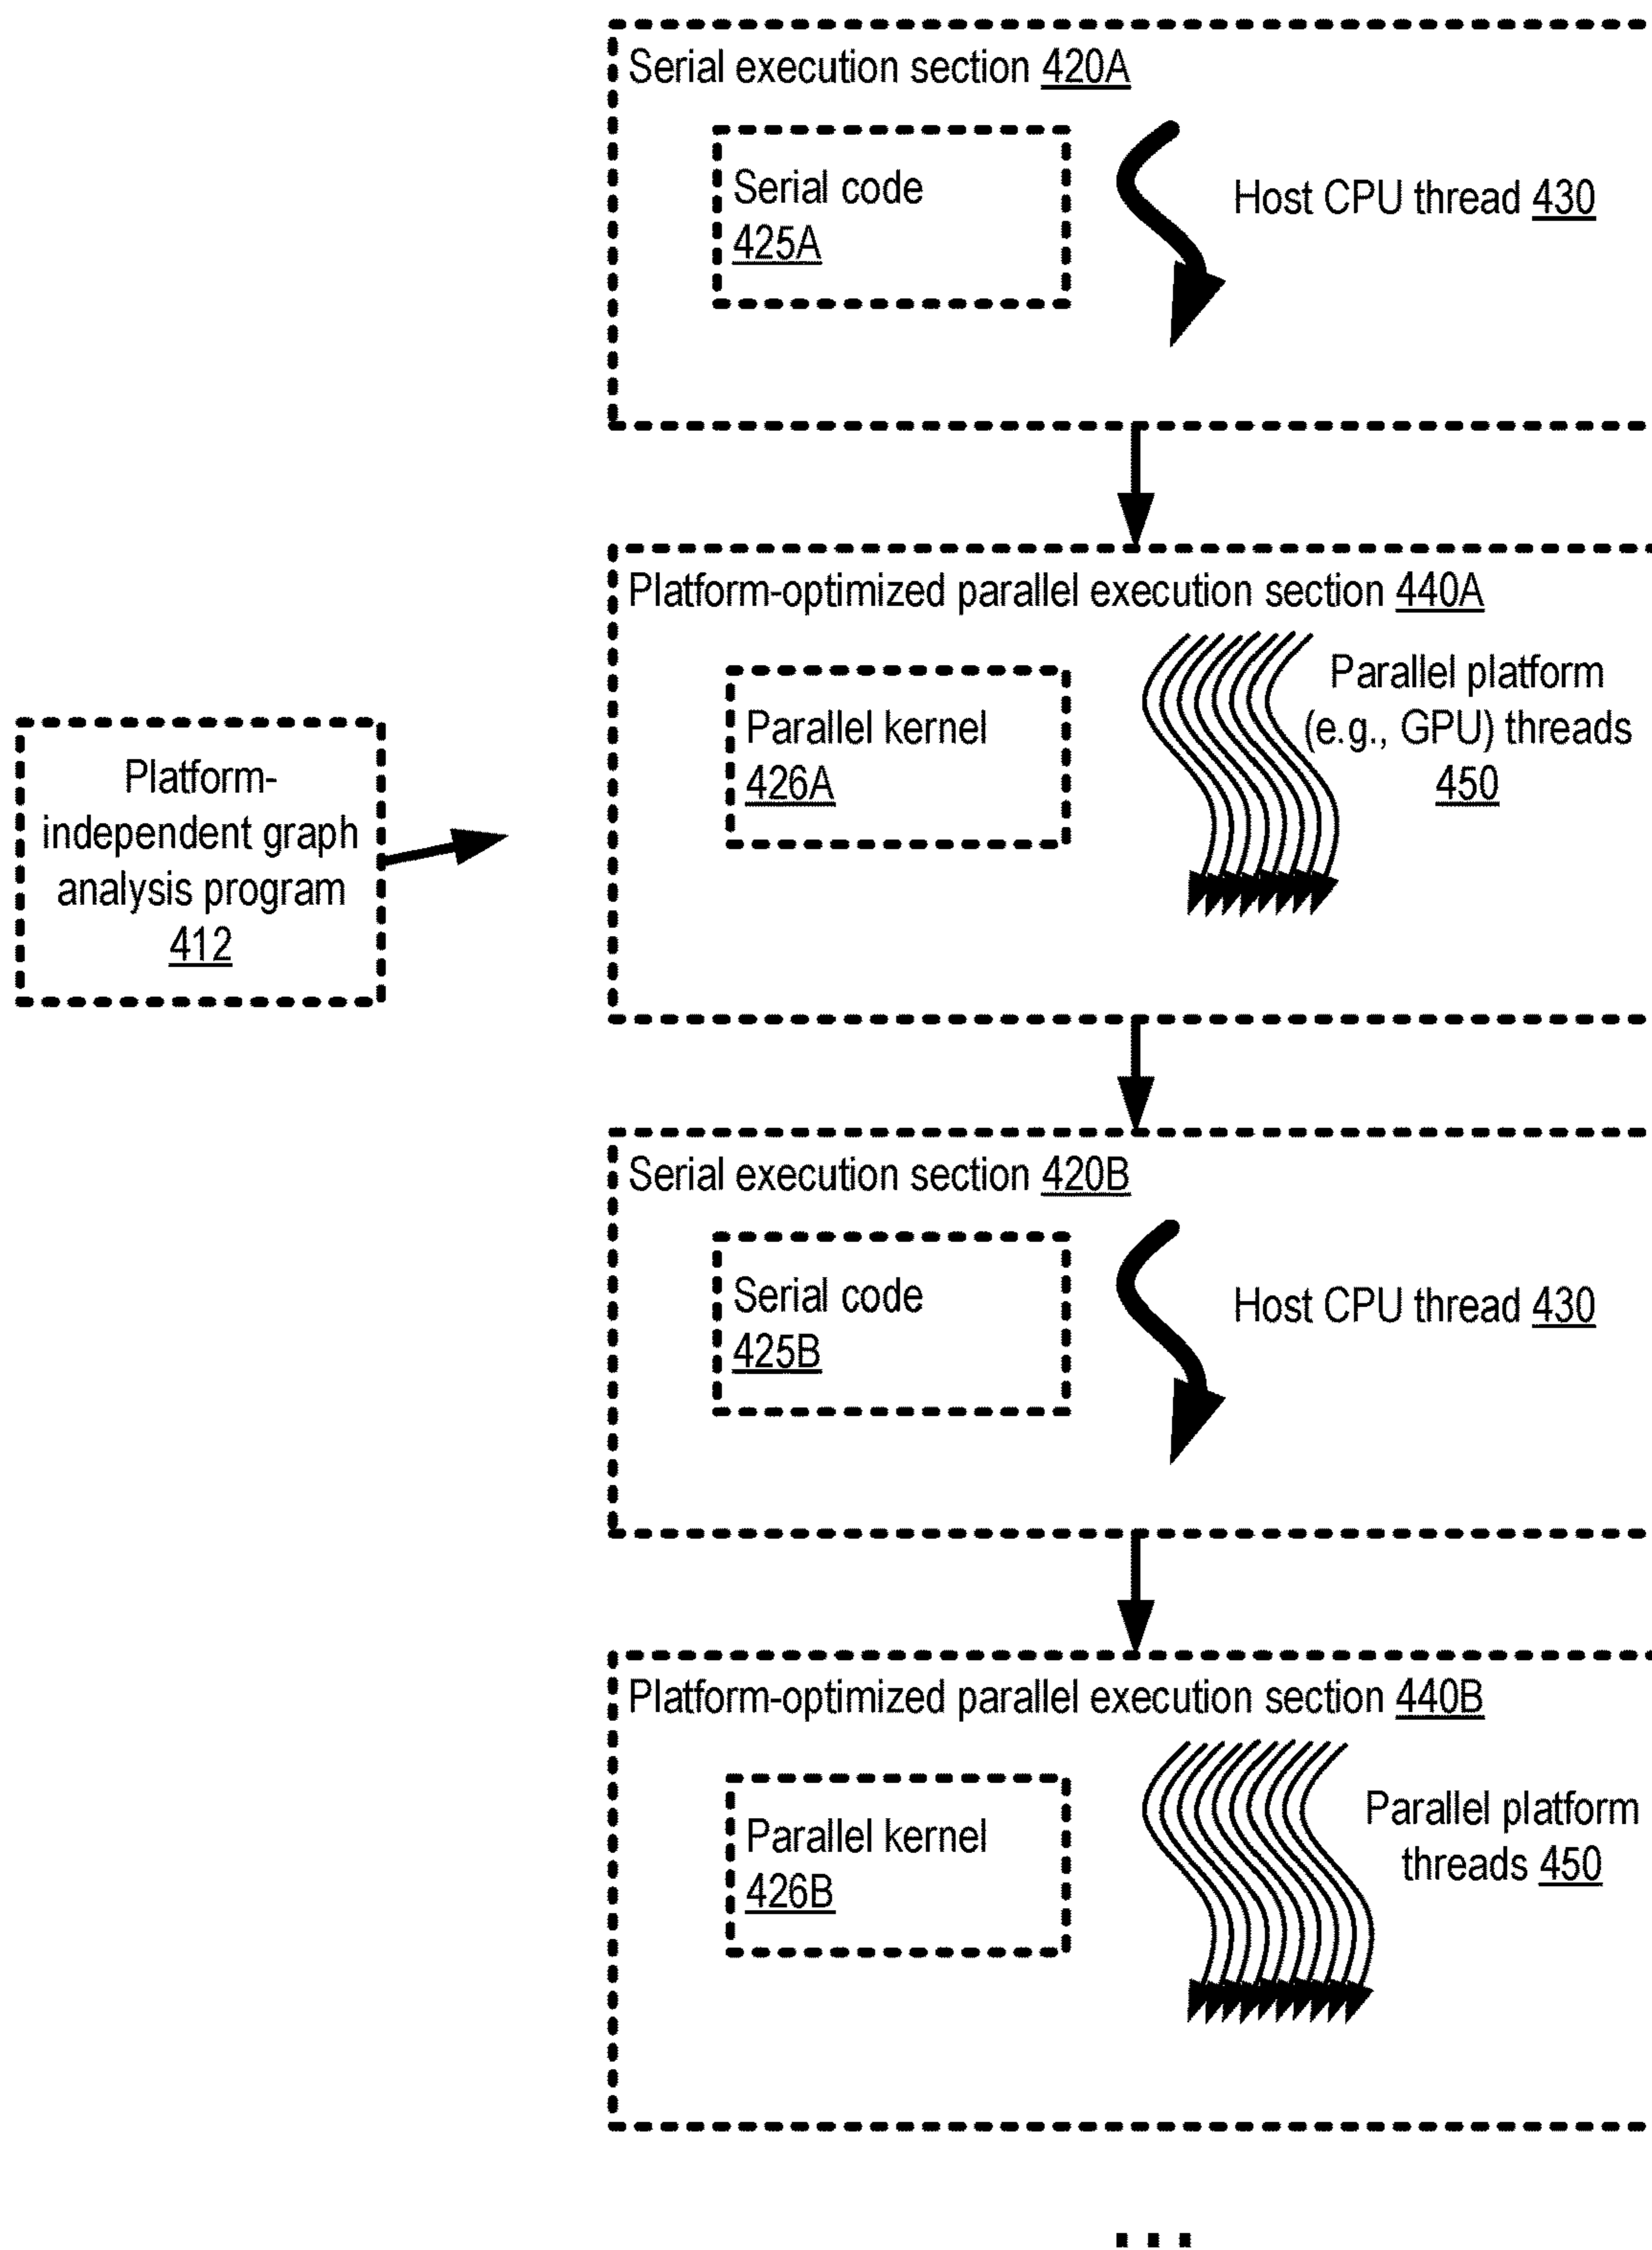 Serial execution section 420A
Serial code
425A
Host CPU thread 430
Platform-optimized parallel execution section 440A
Parallel kernel
426A
Parallel platform
(e.g., GPU) threads
450
Platform-
independent graph
analysis program
412
Serial execution section 420B
Serial code
425B
Host CPU thread 430
Platform-optimized parallel execution section 440B
Parallel kernel
426B
Parallel platform
threads 450
...